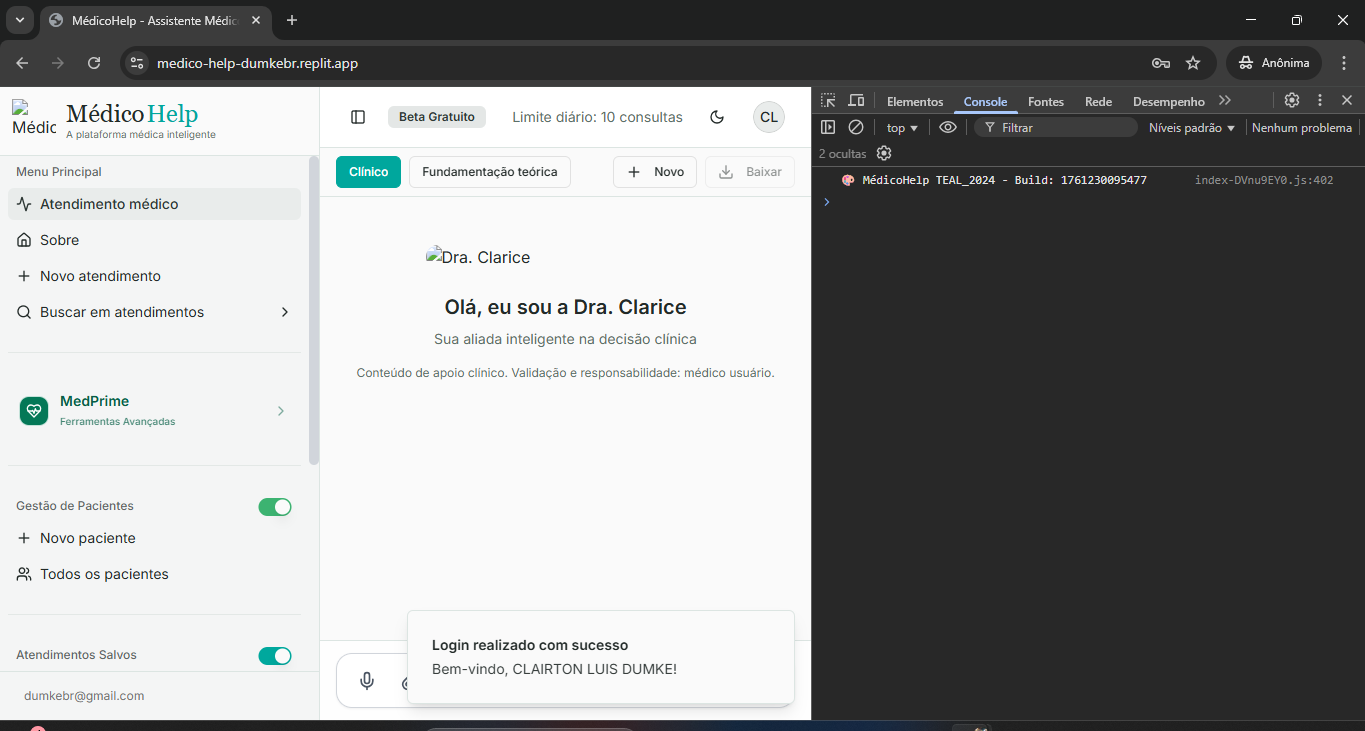 MédicoHelp - Assistente Médic
medico-help-dumkebr.replit.app
Anônima
Médic
Médico Help
A plataforma médica inteligente
Menu Principal
Atendimento médico
Sobre
Novo atendimento
Buscar em atendimentos
MedPrime
Ferramentas Avançadas
Gestão de Pacientes
Novo paciente
Todos os pacientes
Atendimentos Salvos
dumkebr@gmail.com
Beta Gratuito
Limite diário: 10 consultas
CL
Clínico
Fundamentação teórica
Novo
Baixar
Dra. Clarice
Olá, eu sou a Dra. Clarice
Sua aliada inteligente na decisão clínica
Conteúdo de apoio clínico. Validação e responsabilidade: médico usuário.
Login realizado com sucesso
Bem-vindo, CLAIRTON LUIS DUMKE!
Elementos Console Fontes Rede Desempenho
top Filtrar Níveis padrão Nenhum problema
2 ocultas
MédicoHelp TEAL_2024 - Build: 1761230095477 index-DVnu9EY0.js:402